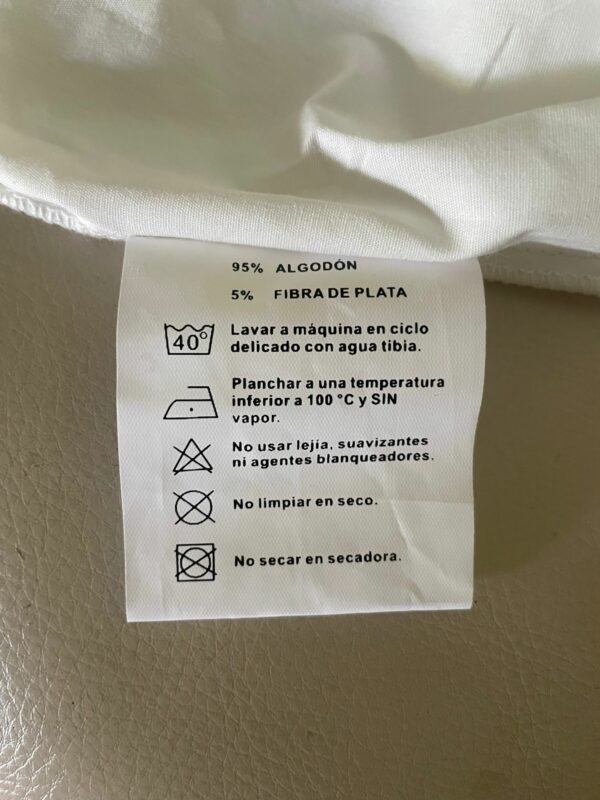 95% ALGODÓN
5% FIBRA DE PLATA
40°
Lavar a máquina en ciclo
delicado con agua tibia.
Planchar a una temperatura
inferior a 100 °C y SIN
vapor.
No usar lejía, suavizantes
ni agentes blanqueadores.
No limpiar en seco.
No secar en secadora.